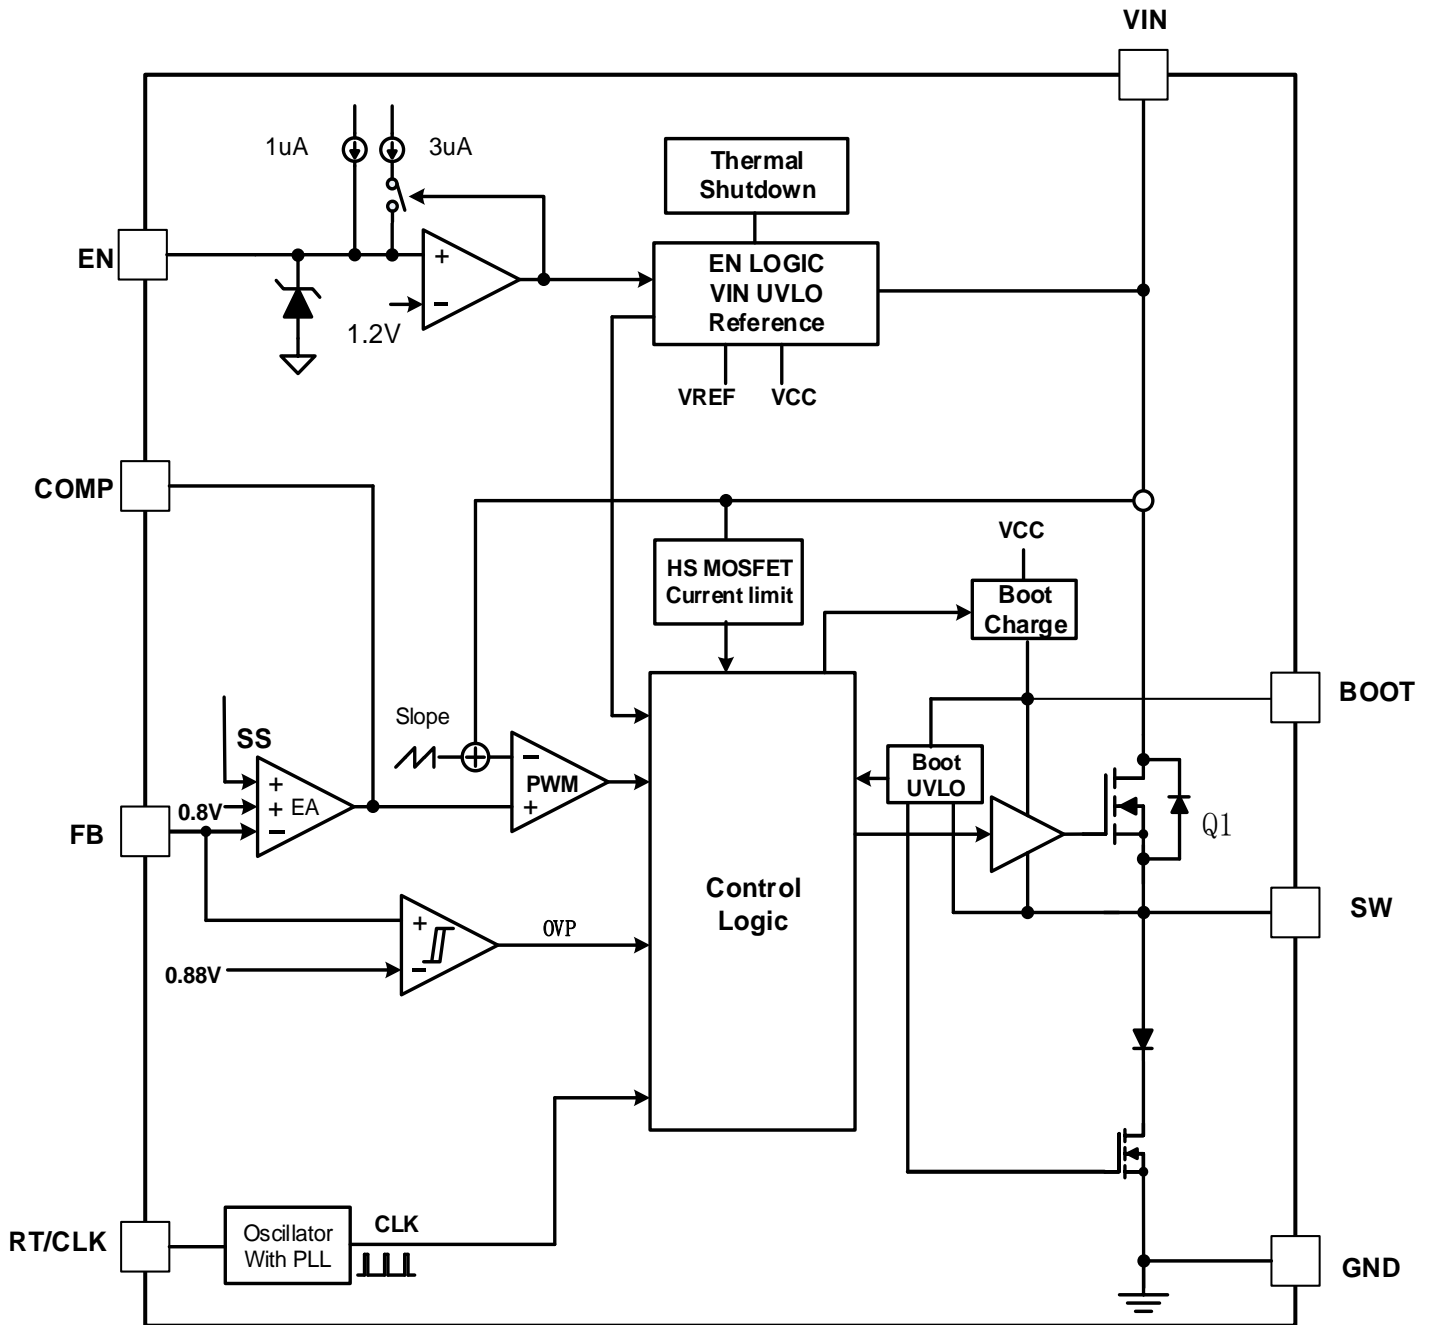 VIN
1uA
3uA
Thermal
Shutdown
EN
+
−
1.2V
EN LOGIC
VIN UVLO
Reference
VREF
VCC
COMP
HS MOSFET
Current limit
VCC
Boot
Charge
BOOT
Slope
SS
+
+
−
EA
0.8V
FB
−
+
PWM
Boot
UVLO
Q1
Control
Logic
SW
+
−
OVP
0.88V
RT/CLK
Oscillator
With PLL
CLK
GND